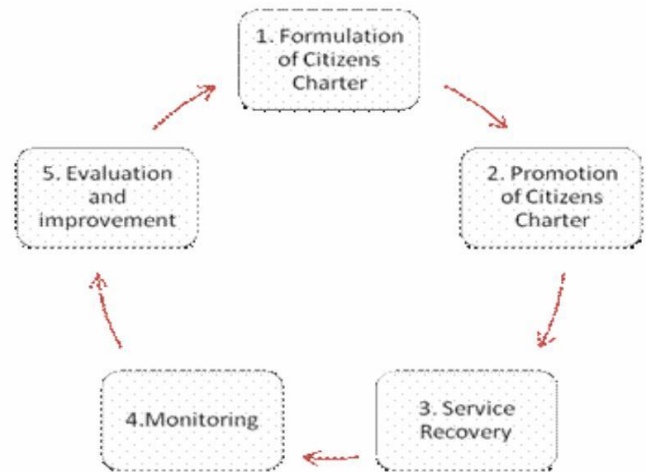 1. Formulation
of Citizens
Charter
2. Promotion
of Citizens
Charter
3. Service
Recovery
4.Monitoring
5. Evaluation
and
improvement